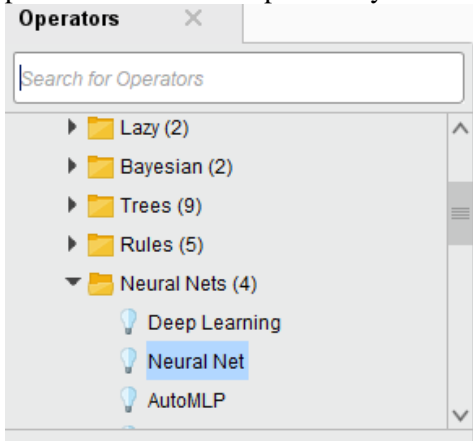 Operators
Search for Operators
Lazy (2)
Bayesian (2)
Trees (9)
Rules (5)
Neural Nets (4)
Deep Learning
Neural Net
AutoMLP